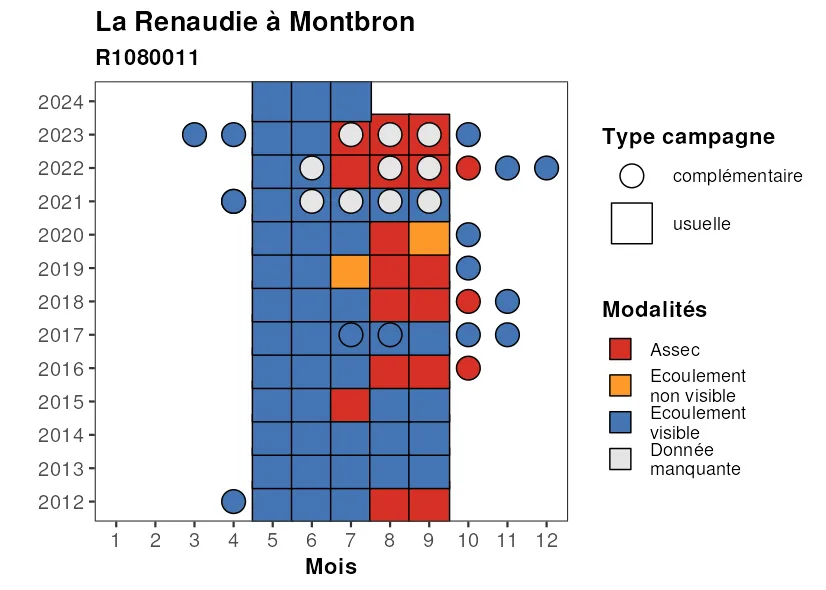 La Renaudie à Montbron
R1080011
2024
2023
2022
2021
2020
2019
2018
2017
2016
2015
2014
2013
2012
1 2 3 4 5 6 7 8 9 10 11 12
Mois
Type campagne
complémentaire
usuelle
Modalités
Assec
Ecoulement
non visible
Ecoulement
visible
Donnée
manquante